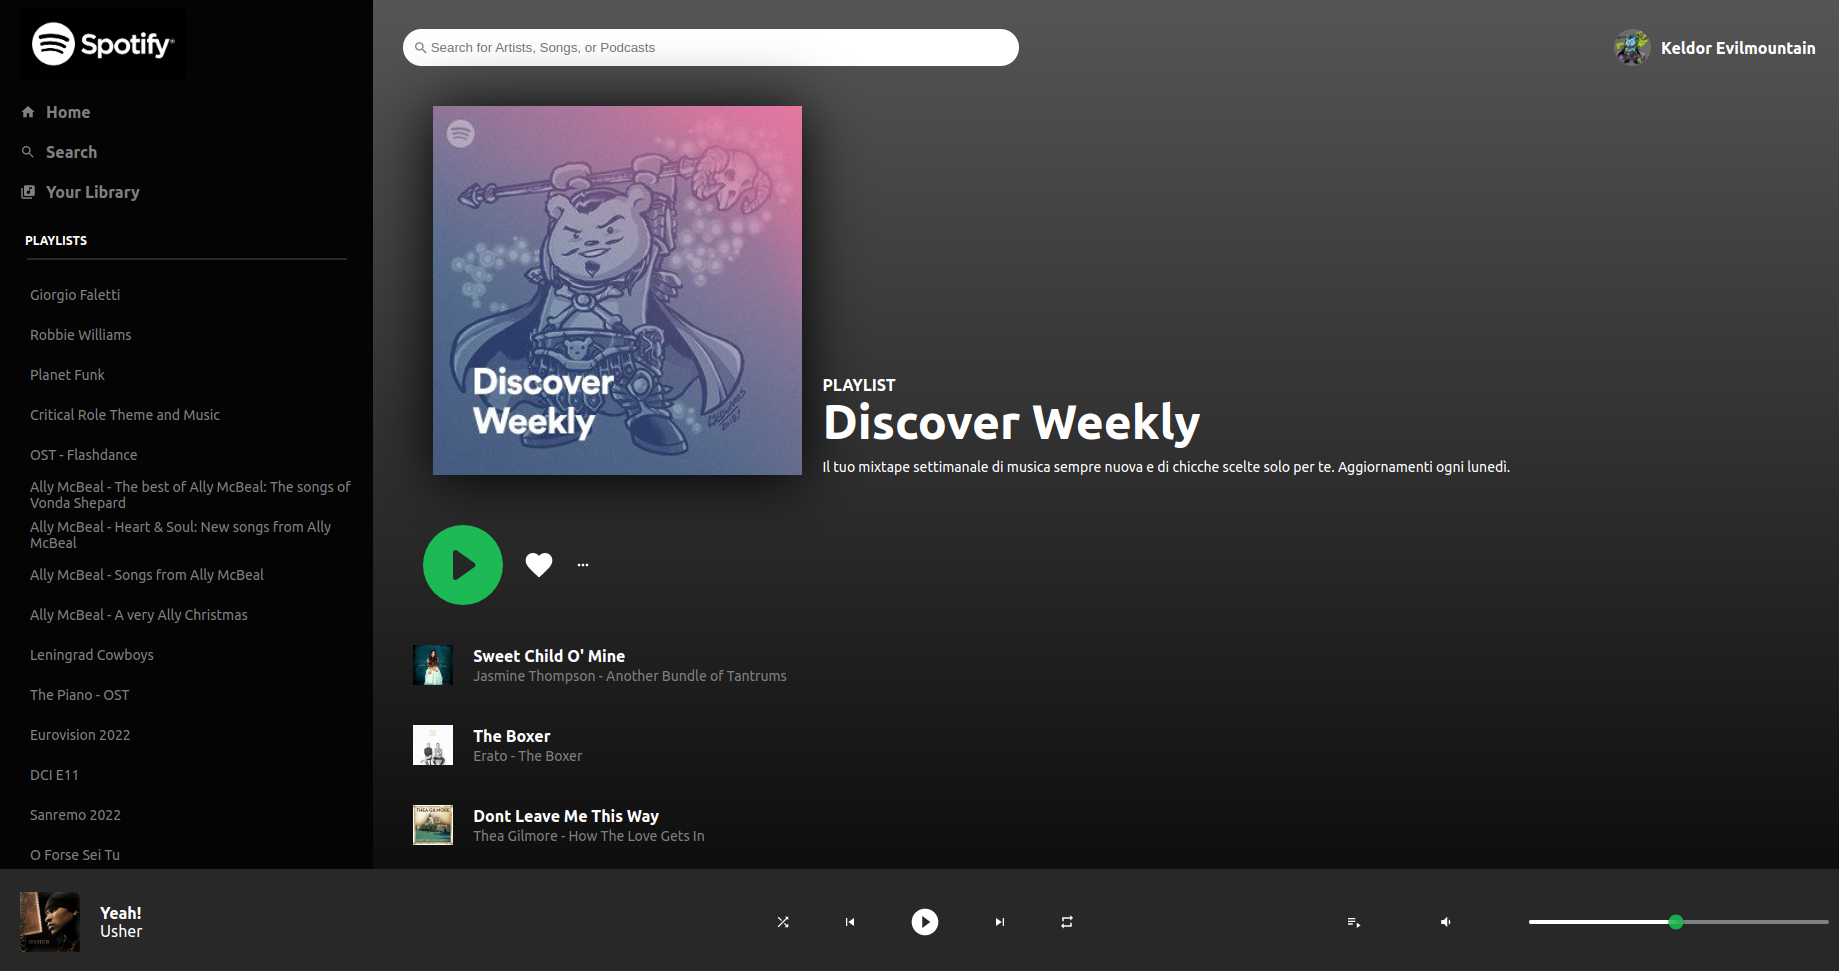 Spotify
Home
Search
Your Library
PLAYLISTS
Giorgio Faletti
Robbie Williams
Planet Funk
Critical Role Theme and Music
OST - Flashdance
Ally McBeal - The best of Ally McBeal: The songs of
Vonda Shepard
Ally McBeal - Heart & Soul: New songs from Ally
McBeal
Ally McBeal - Songs from Ally McBeal
Ally McBeal - A very Ally Christmas
Leningrad Cowboys
The Piano - OST
Eurovision 2022
DCI E11
Sanremo 2022
O Forse Sei Tu
Search for Artists, Songs, or Podcasts
Keldor Evilmountain
Discover
Weekly
PLAYLIST
Discover Weekly
Il tuo mixtape settimanale di musica sempre nuova e di chicche scelte solo per te. Aggiornamenti ogni lunedì.
Sweet Child O' Mine
Jasmine Thompson - Another Bundle of Tantrums
The Boxer
Erato - The Boxer
THEA GILMORE
Dont Leave Me This Way
Thea Gilmore - How The Love Gets In
Yeah!
Usher